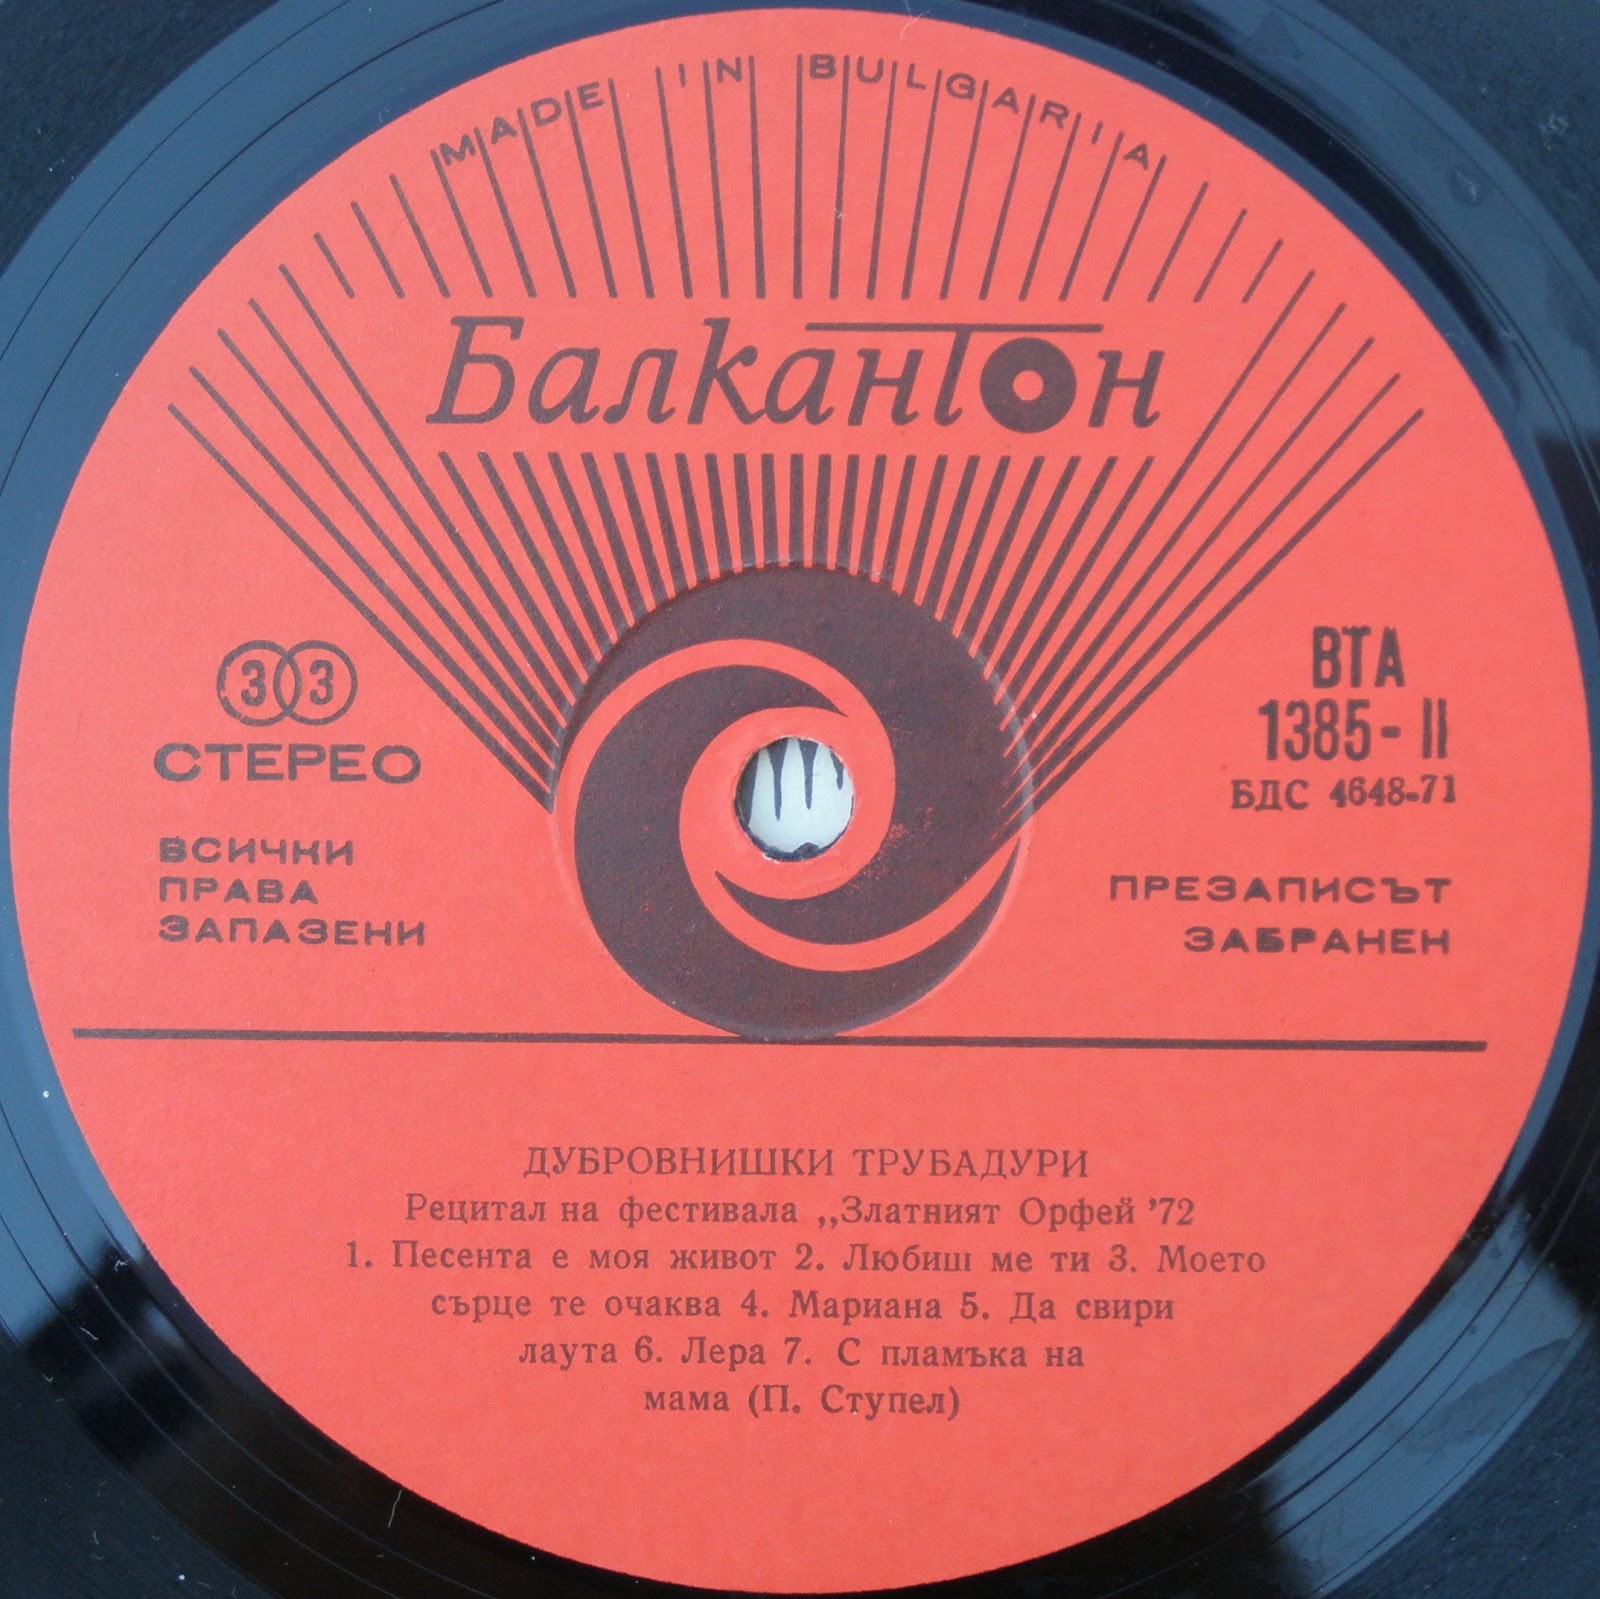 MADE IN BULGARIA
Балкантон
33
СТЕРЕО
ВСИЧКИ
ПРАВА
ЗАПАЗЕНИ
ВТА
1385-II
БДС 4648-71
ПРЕЗАПИСЪТ
ЗАБРАНЕН
ДУБРОВНИШКИ ТРУБАДУРИ
Рецитал на фестивала „Златният Орфей '72
1. Песента е моя живот 2. Любиш ме ти 3. Моето
сърце те очаква 4. Мариана 5. Да свири
лаута 6. Лера 7. С пламъка на
мама (П. Ступел)